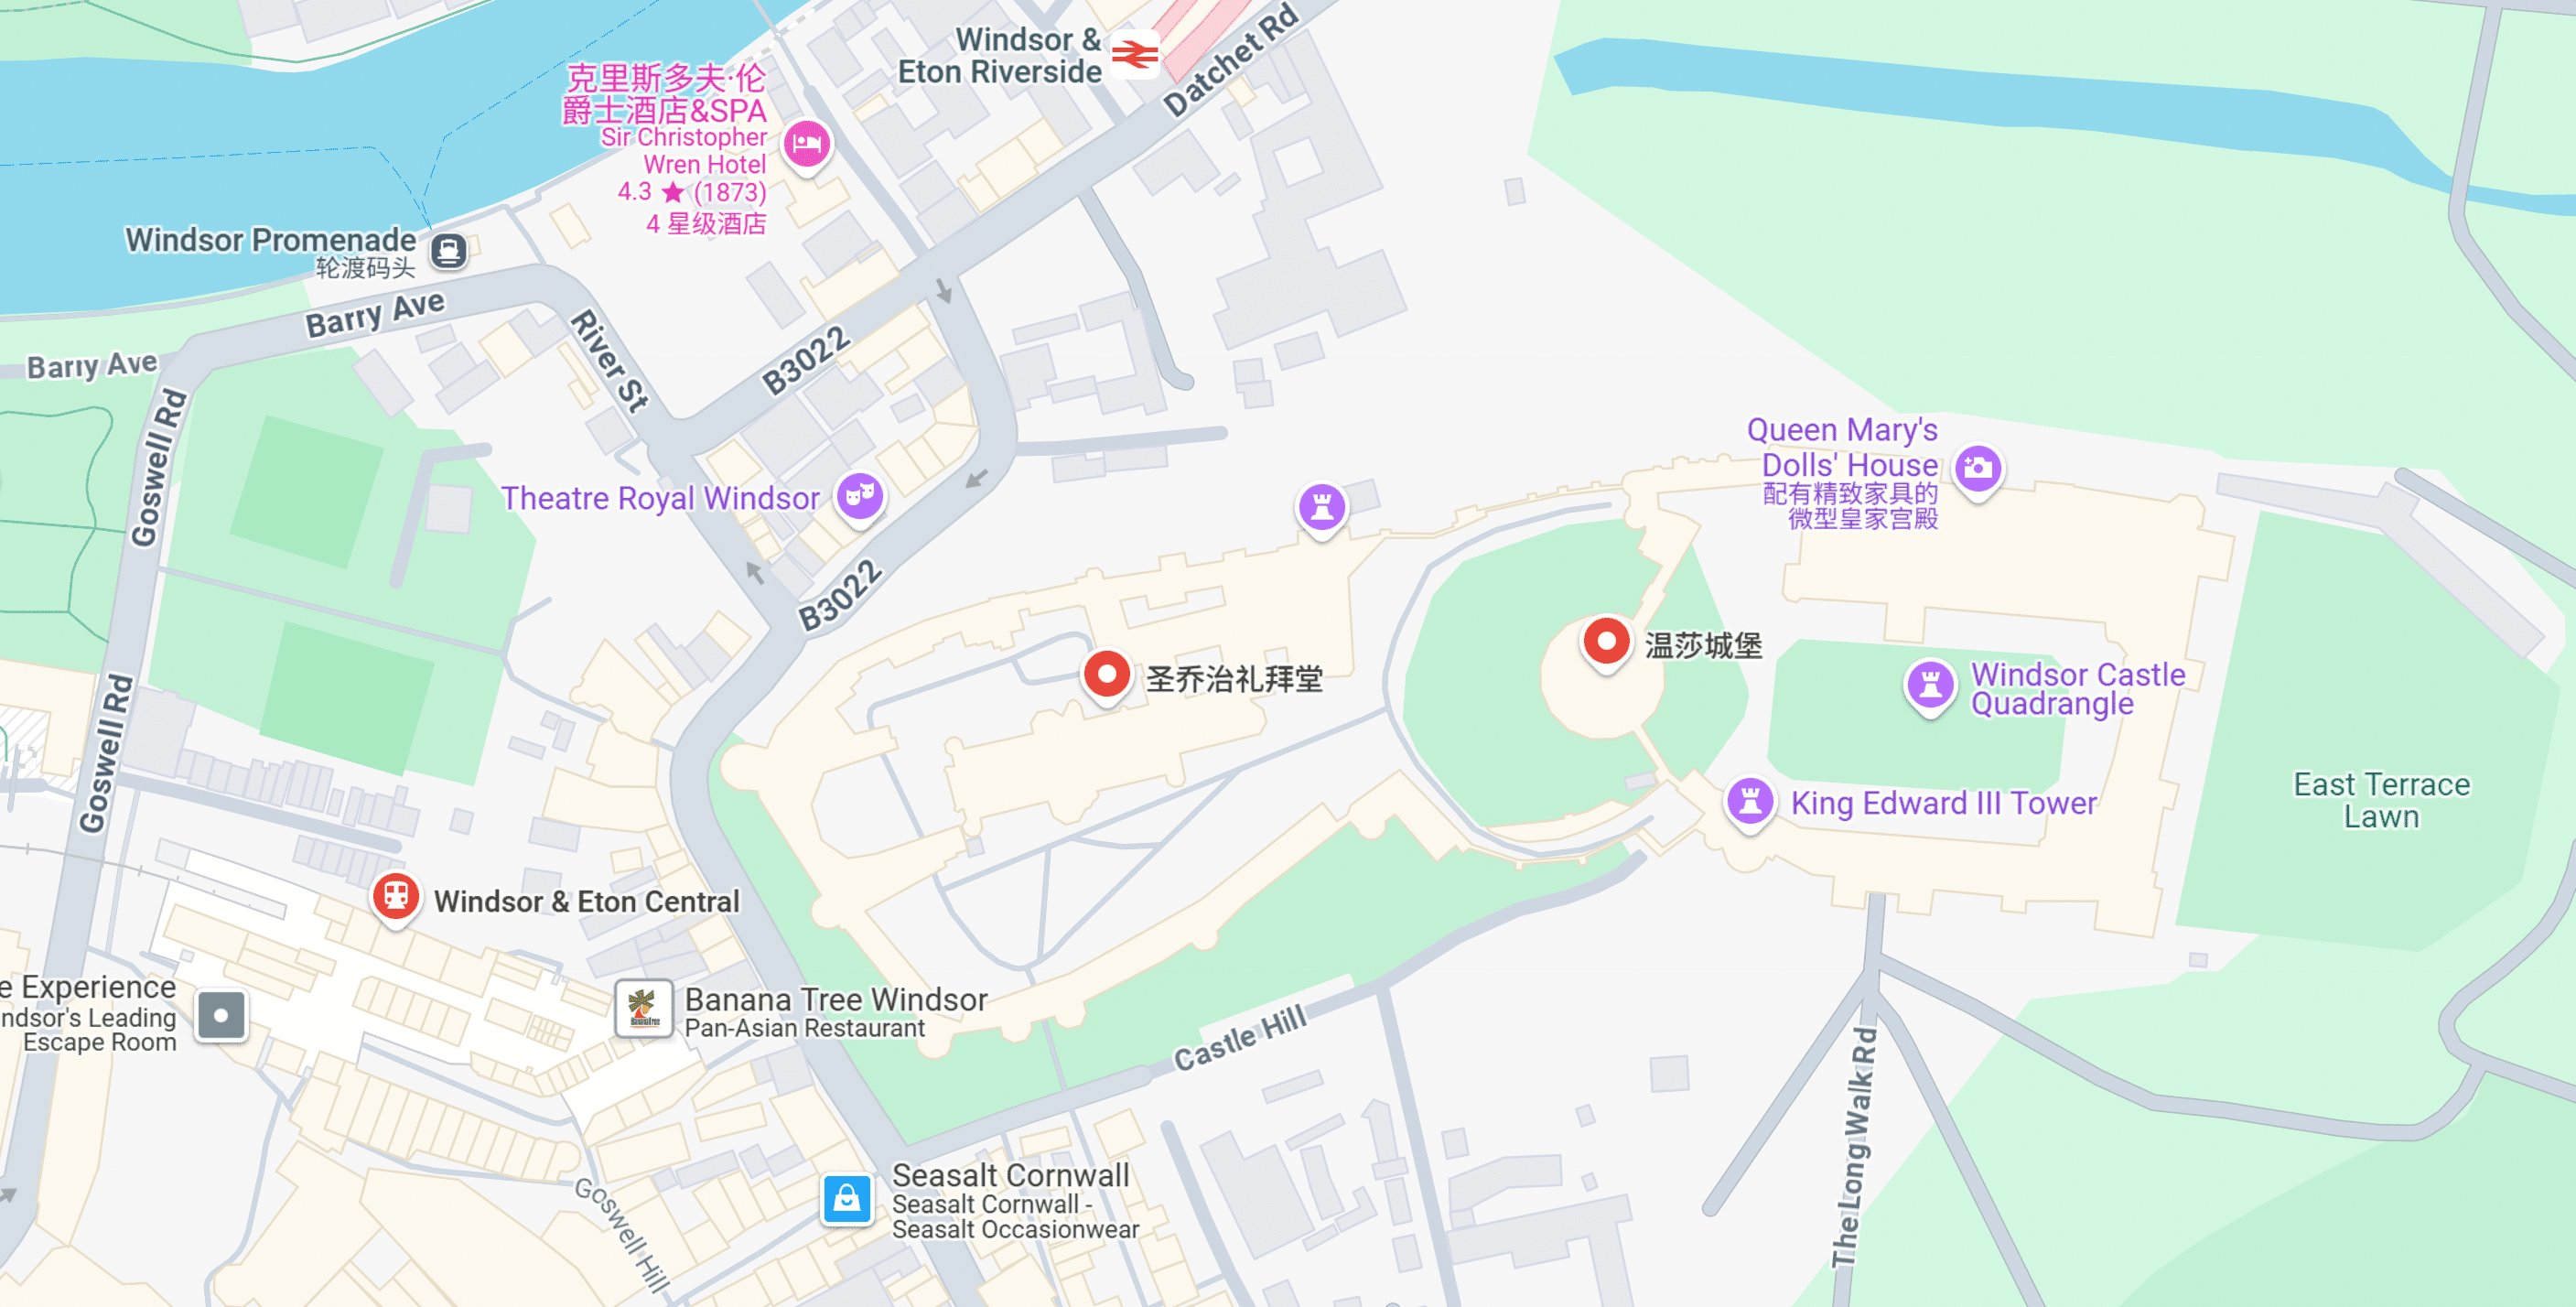 Windsor &
Eton Riverside
Datchet Rd
克里斯多夫·伦
爵士酒店&SPA
Sir Christopher
Wren Hotel
4.3 ★ (1873)
4 星级酒店
Windsor Promenade
轮渡码头
Barry Ave
Barry Ave
River St
B3022
Goswell Rd
Theatre Royal Windsor
B3022
Queen Mary's
Dolls' House
配有精致家具的
微型皇家宫殿
圣乔治礼拜堂
温莎城堡
Windsor Castle
Quadrangle
King Edward III Tower
East Terrace
Lawn
Goswell Rd
Windsor & Eton Central
e Experience
ndsor's Leading
Escape Room
Banana Tree Windsor
Pan-Asian Restaurant
Castle Hill
The Long Walk Rd
Seasalt Cornwall
Seasalt Cornwall -
Seasalt Occasionwear
Goswell Hill